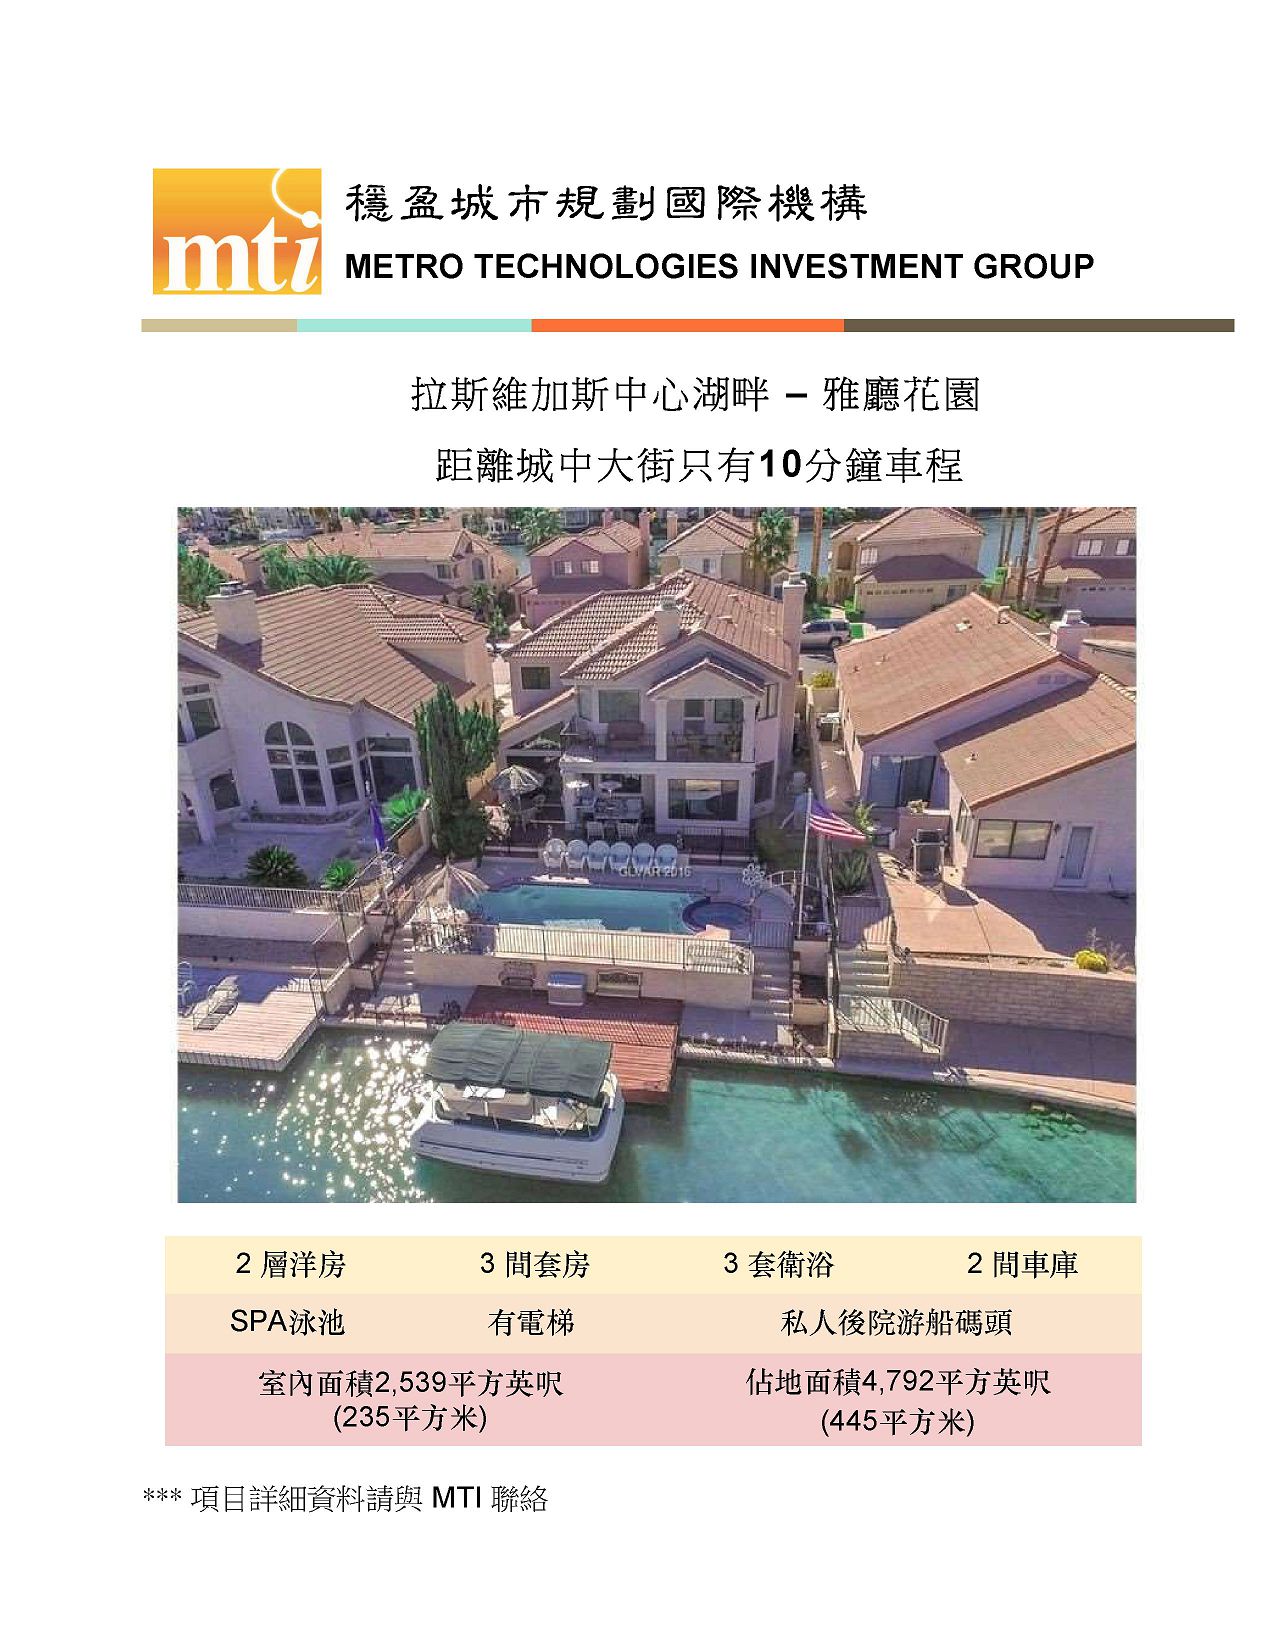 mti
穩盈城市規劃國際機構
METRO TECHNOLOGIES INVESTMENT GROUP
拉斯維加斯中心湖畔 – 雅廳花園
距離城中大街只有10分鐘車程
GLVAR 2016
2 層洋房 3 間套房 3 套衛浴 2 間車庫
SPA泳池 有電梯 私人後院游船碼頭
室內面積2,539平方英呎 佔地面積4,792平方英呎
(235平方米) (445平方米)
*** 項目詳細資料請與 MTI 聯絡